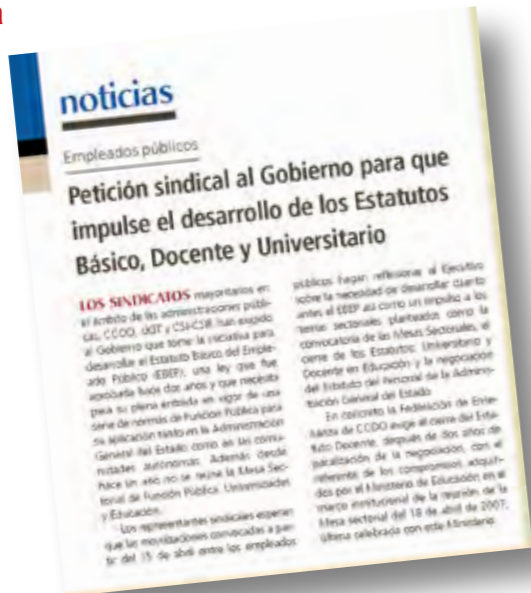 noticias
Empleados públicos
Petición sindical al Gobierno para que
impulse el desarrollo de los Estatutos
Básico, Docente y Universitario
LOS SINDICATOS mayoritarios en
el ámbito de las administraciones públi-
cas, CCOO, UGT y CSI-CSIF, han exigido
al Gobierno que tome la iniciativa para
desarrollar el Estatuto Básico del Emple-
ado Público (EBEP), una ley que fue
aprobada hace dos años y que necesita
para su plena entrada en vigor de una
serie de normas de Función Pública para
su aplicación tanto en la Administración
General del Estado como en las comu-
nidades autónomas. Además desde
hace un año no se reúne la Mesa Sec-
torial de Función Pública, Universidades
y Educación.
Los representantes sindicales esperan
que las movilizaciones convocadas a par-
tir del 15 de abril entre los empleados
públicos hagan reflexionar al Ejecutivo
sobre la necesidad de desarrollar cuanto
antes el EBEP así como un impulso a los
temas sectoriales planteados como la
convocatoria de las Mesas Sectoriales, el
cierre de los Estatutos Universitario y
Docente en Educación y la negociación
del Estatuto del Personal de la Adminis-
tración General del Estado.
En concreto la Federación de Ense-
ñanza de CCOO exige el cierre del Esta-
tuto Docente, después de dos años de
paralización de la negociación, con el
referente de los compromisos adquiri-
dos por el Ministerio de Educación en el
marco institucional de la reunión de la
Mesa sectorial del 18 de abril de 2007,
última celebrada con este Ministerio.